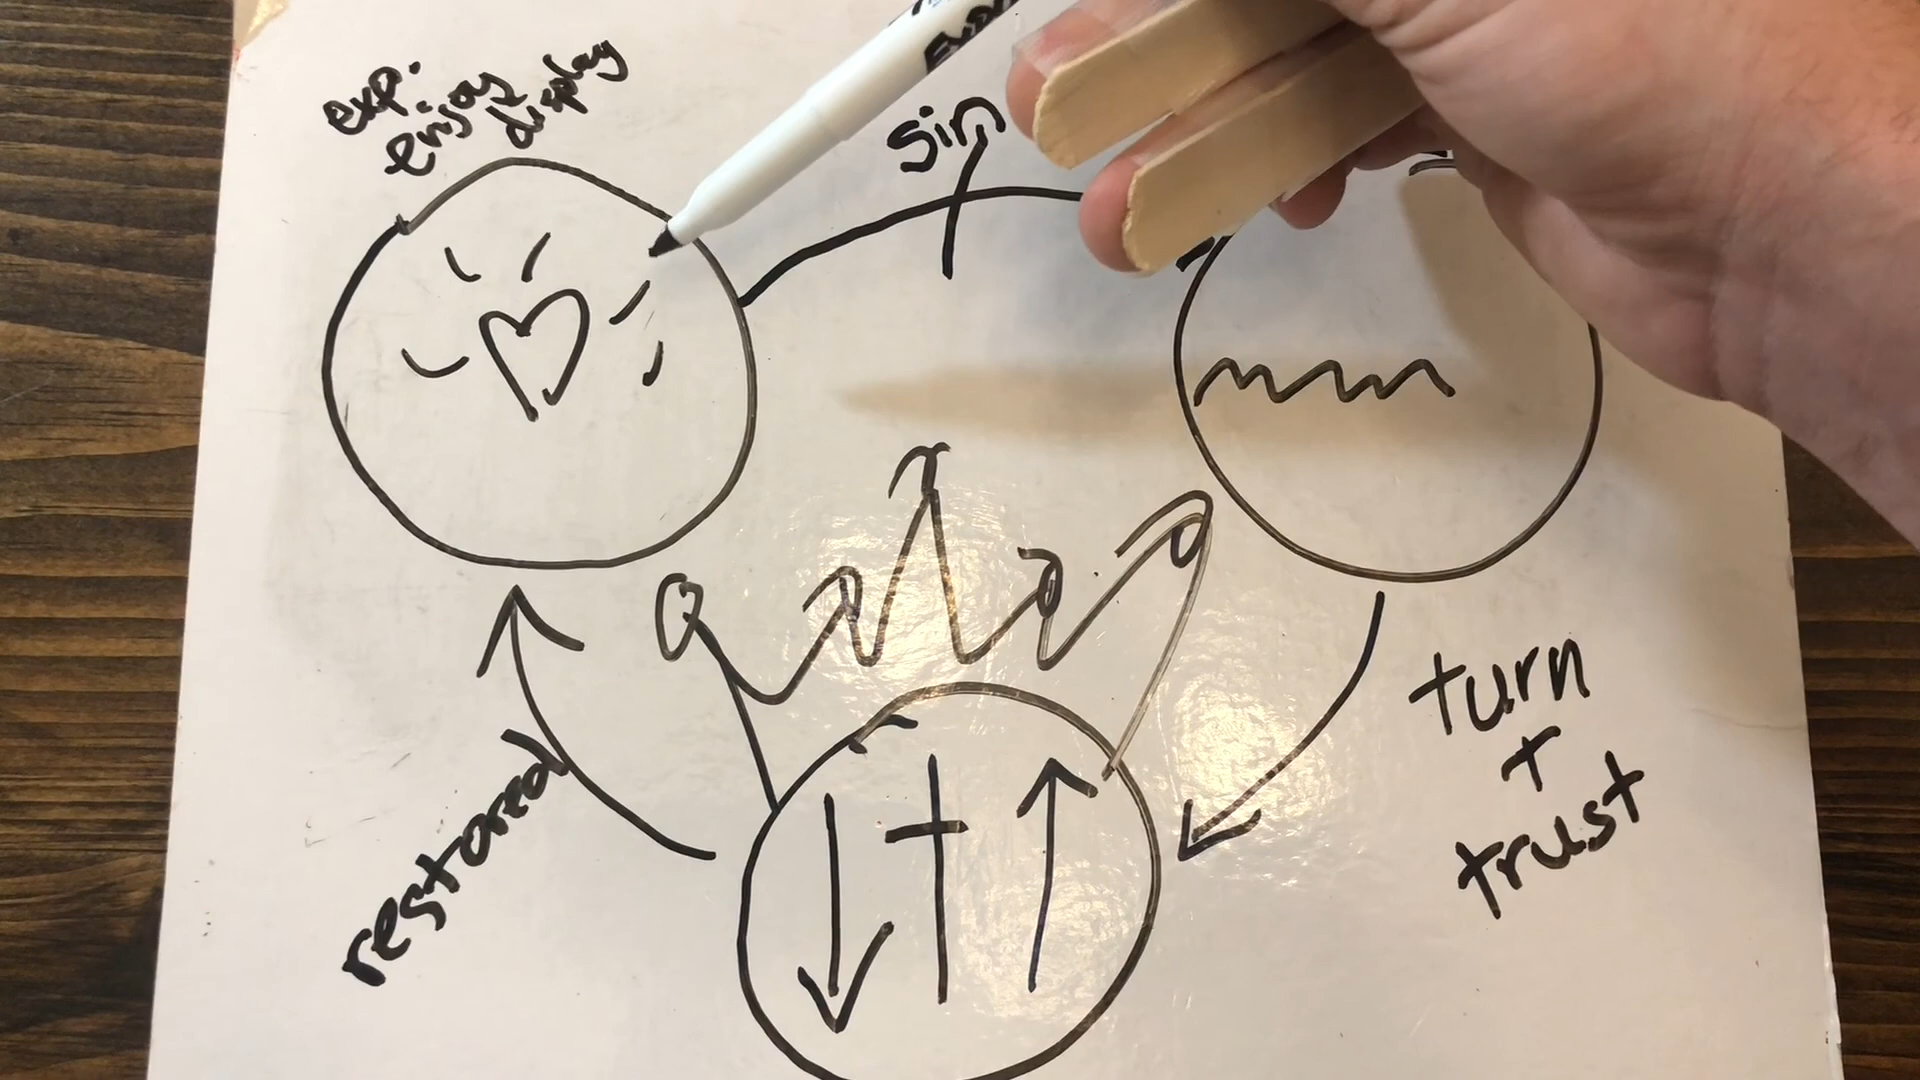 exp.
enjoy
display
sin
turn
+
trust
restored